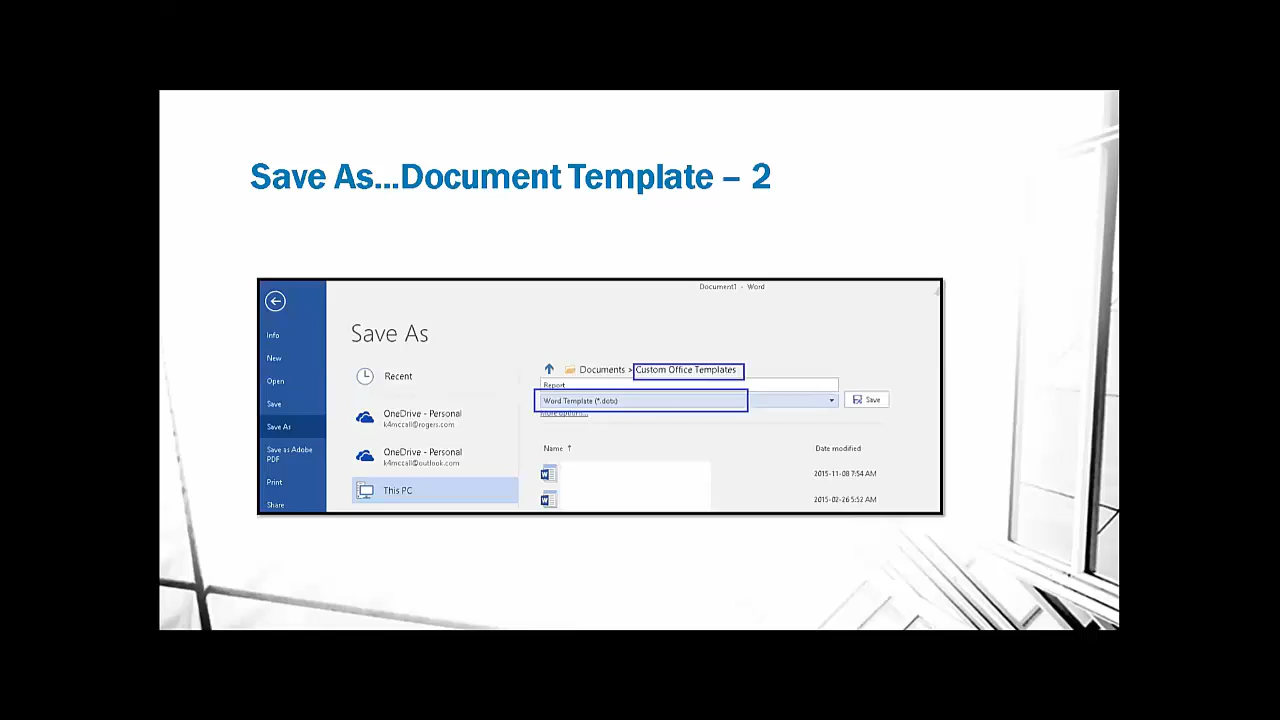 Save As...Document Template – 2
Document1 - Word
Info
New
Open
Save
Save As
Save as Adobe
PDF
Print
Share
Save As
Recent
OneDrive - Personal
k4mccall@rogers.com
OneDrive - Personal
k4mccall@outlook.com
This PC
Documents > Custom Office Templates
Report
Word Template (*.dotx)
Save
More options...
Name ↑
Date modified
2015-11-08 7:54 AM
2015-02-26 5:52 AM